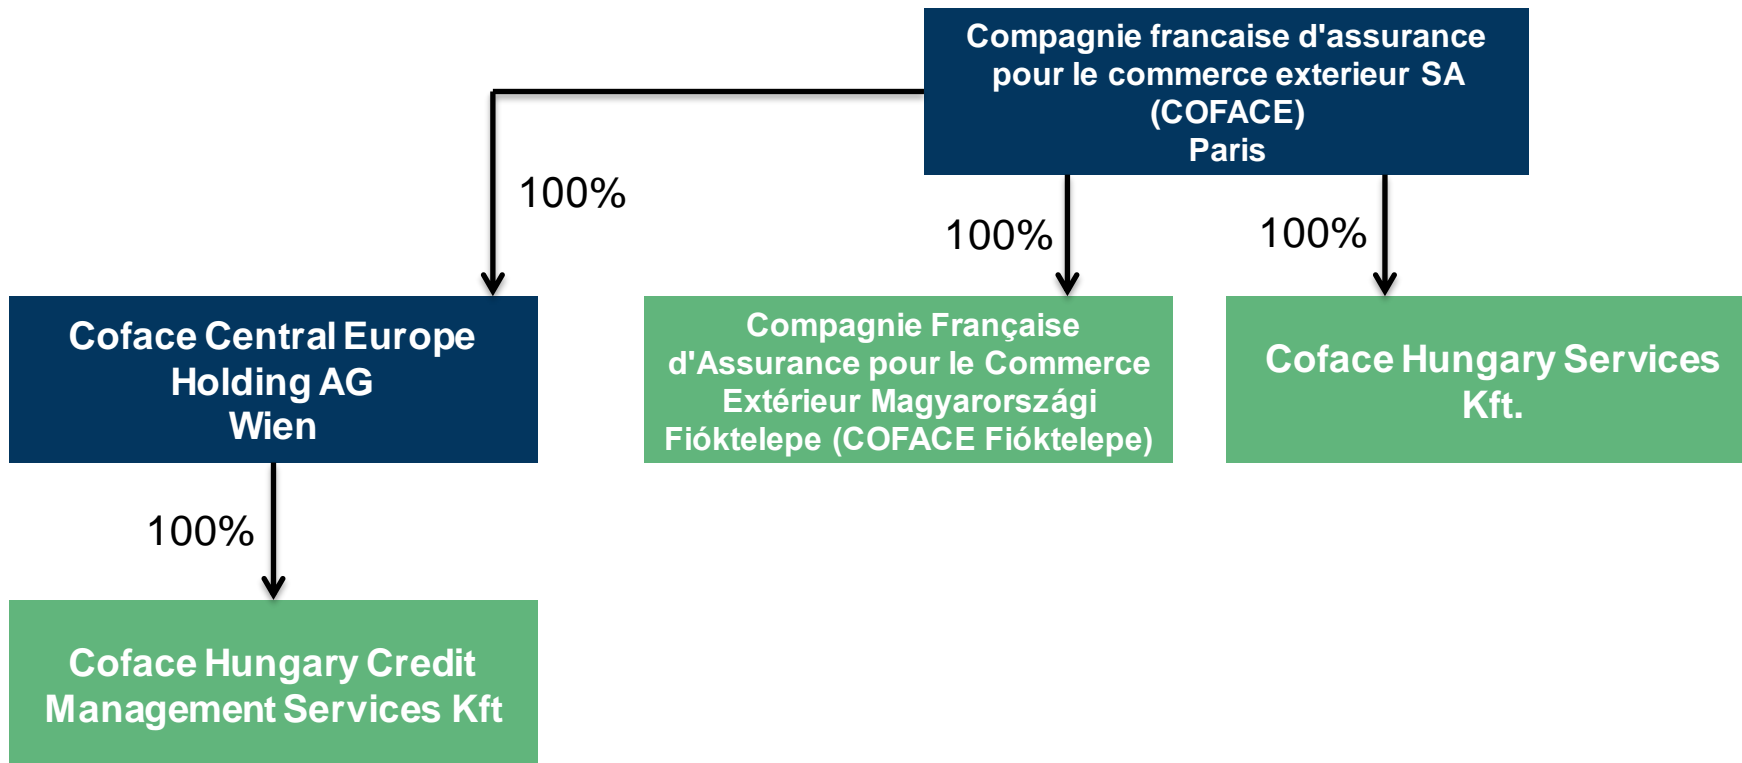 Compagnie francaise d'assurance
pour le commerce exterieur SA
(COFACE)
Paris
100%
100%
100%
Coface Central Europe
Holding AG
Wien
Compagnie Française
d'Assurance pour le Commerce
Extérieur Magyarországi
Fióktelepe (COFACE Fióktelepe)
Coface Hungary Services
Kft.
100%
Coface Hungary Credit
Management Services Kft